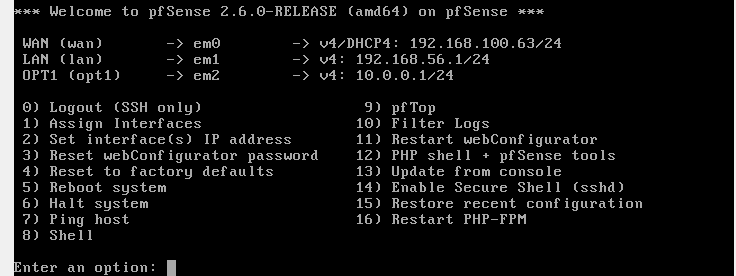 *** Welcome to pfSense 2.6.0-RELEASE (amd64) on pfSense ***
WAN (wan) -> em0 -> v4/DHCP4: 192.168.100.63/24
LAN (lan) -> em1 -> v4: 192.168.56.1/24
OPT1 (opt1) -> em2 -> v4: 10.0.0.1/24
0) Logout (SSH only) 9) pfTop
1) Assign Interfaces 10) Filter Logs
2) Set interface(s) IP address 11) Restart webConfigurator
3) Reset webConfigurator password 12) PHP shell + pfSense tools
4) Reset to factory defaults 13) Update from console
5) Reboot system 14) Enable Secure Shell (sshd)
6) Halt system 15) Restore recent configuration
7) Ping host 16) Restart PHP-FPM
8) Shell
Enter an option: